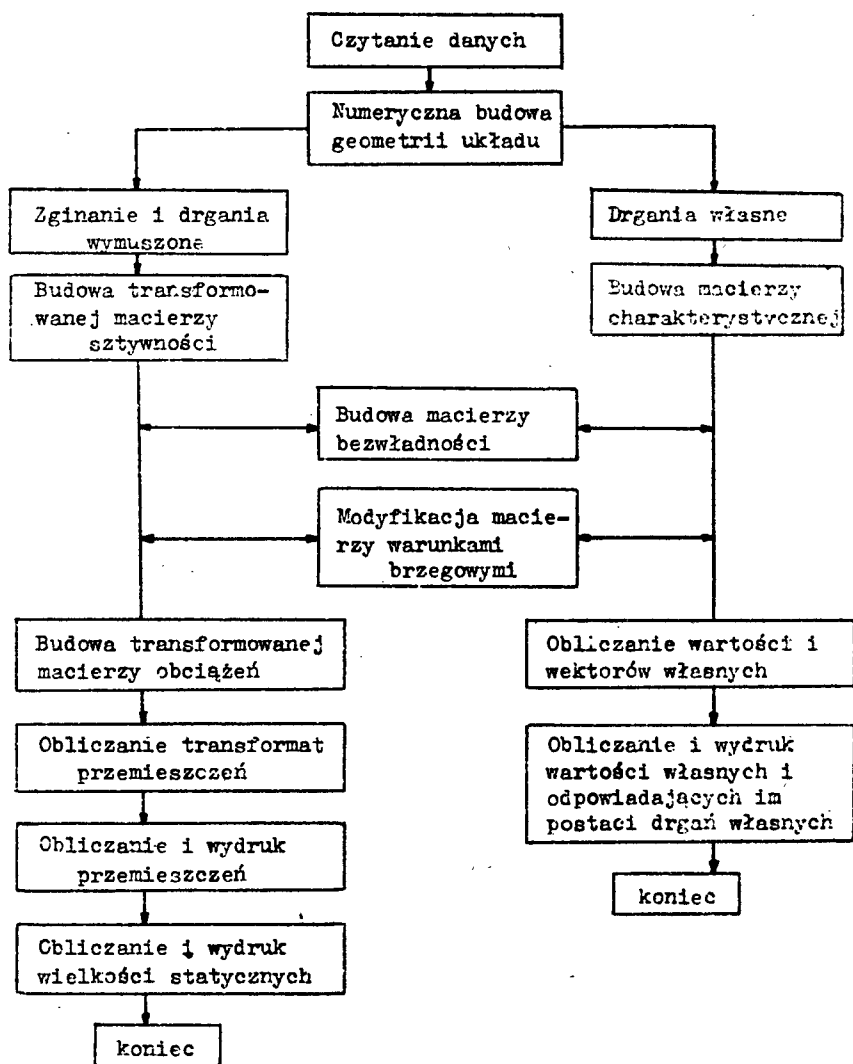 Czytanie danych
Numeryczna budowa
geometrii układu
Zginanie i drgania
wymuszone
Drgania własne
Budowa transformo-
wanej macierzy
sztywności
Budowa macierzy
charakterystycznej
Budowa macierzy
bezwładności
Modyfikacja macie-
rzy warunkami
brzegowymi
Budowa transformowanej
macierzy obciążeń
Obliczanie transformat
przemieszczeń
Obliczanie i wydruk
przemieszczeń
Obliczanie i wydruk
wielkości statycznych
koniec
Obliczanie wartości i
wektorów własnych
Obliczanie i wydruk
wartości własnych i
odpowiadających im
postaci drgań własnych
koniec